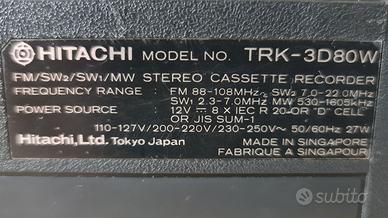 HITACHI MODEL NO. TRK-3D80W
FM/SW2/SW1/MW STEREO CASSETTE RECORDER
FREQUENCY RANGE : FM 88-108MHz SW2 7.0-22.0MHz
SW1 2.3-7.0MHz MW 530-1605kHz
POWER SOURCE : 12V ⎓ 8 X IEC R 20 OR "D" CELL
OR JIS SUM-1
110-127V/200-220V/230-250V~ 50/60Hz 27W
Hitachi, Ltd. Tokyo Japan
MADE IN SINGAPORE
FABRIQUE A SINGAPOUR
subito